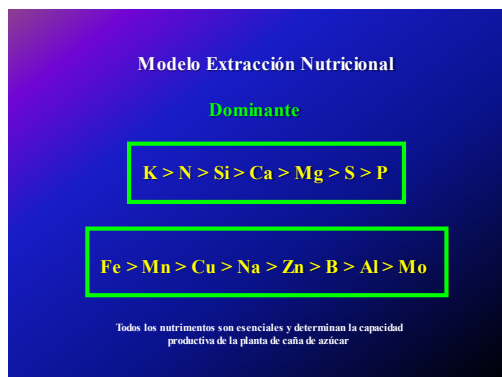 Modelo Extracción Nutricional
Dominante
K > N > Si > Ca > Mg > S > P
Fe > Mn > Cu > Na > Zn > B > Al > Mo
Todos los nutrimentos son esenciales y determinan la capacidad
productiva de la planta de caña de azúcar